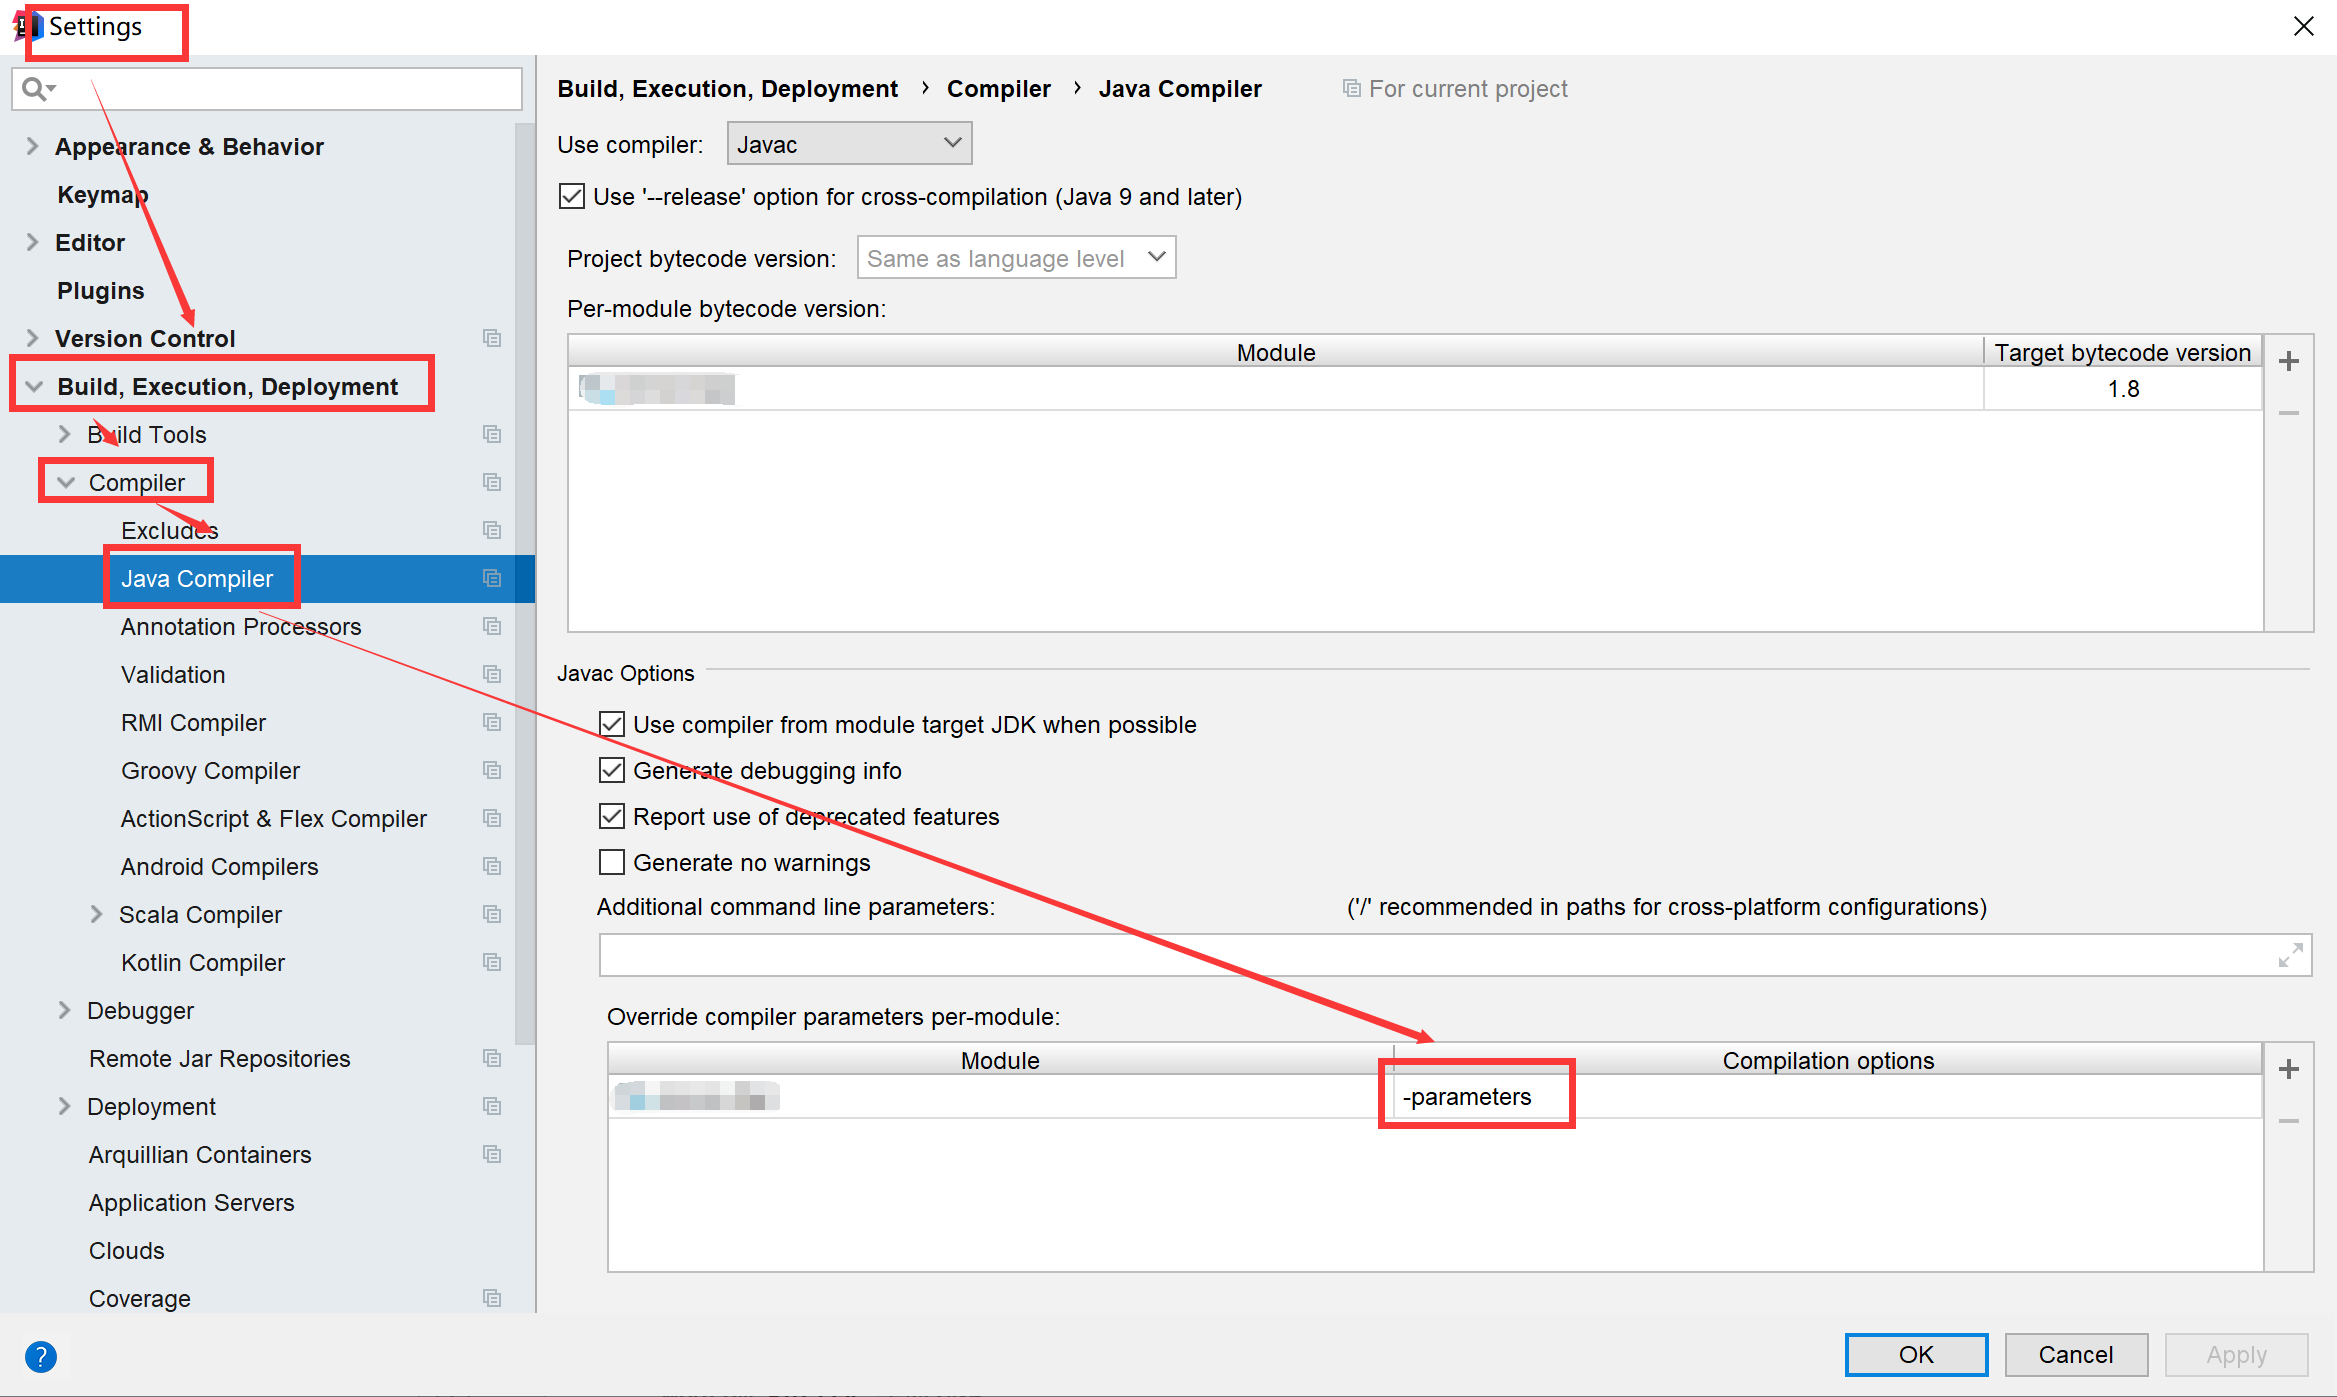 Settings
Appearance & Behavior
Keymap
Editor
Plugins
Version Control
Build, Execution, Deployment
Build Tools
Compiler
Excludes
Java Compiler
Annotation Processors
Validation
RMI Compiler
Groovy Compiler
ActionScript & Flex Compiler
Android Compilers
Scala Compiler
Kotlin Compiler
Debugger
Remote Jar Repositories
Deployment
Arquillian Containers
Application Servers
Clouds
Coverage
?
Build, Execution, Deployment › Compiler › Java Compiler For current project
Use compiler: Javac
Use '--release' option for cross-compilation (Java 9 and later)
Project bytecode version: Same as language level
Per-module bytecode version:
Module Target bytecode version
1.8
Javac Options
Use compiler from module target JDK when possible
Generate debugging info
Report use of deprecated features
Generate no warnings
Additional command line parameters: ('/' recommended in paths for cross-platform configurations)
Override compiler parameters per-module:
Module Compilation options
-parameters
OK Cancel Apply